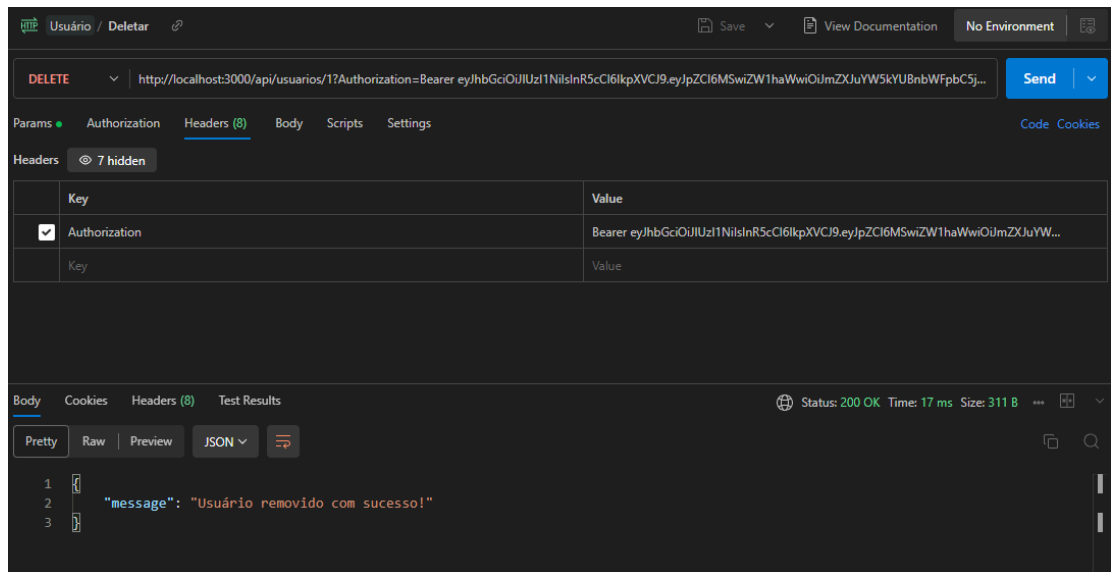 HTTP Usuário / Deletar Save View Documentation No Environment
DELETE http://localhost:3000/api/usuarios/1?Authorization=Bearer eyJhbGciOiJIUzI1NiIsInR5cCI6IkpXVCJ9.eyJpZCI6MSwiZW1haWwiOiJmZXJuYW5kYUBnbWFpbC5j... Send
Params Authorization Headers (8) Body Scripts Settings Code Cookies
Headers 7 hidden
Key Value
Authorization Bearer eyJhbGciOiJIUzI1NiIsInR5cCI6IkpXVCJ9.eyJpZCI6MSwiZW1haWwiOiJmZXJuYW...
Key Value
Body Cookies Headers (8) Test Results Status: 200 OK Time: 17 ms Size: 311 B
Pretty Raw Preview JSON
1 {
2 "message": "Usuário removido com sucesso!"
3 }